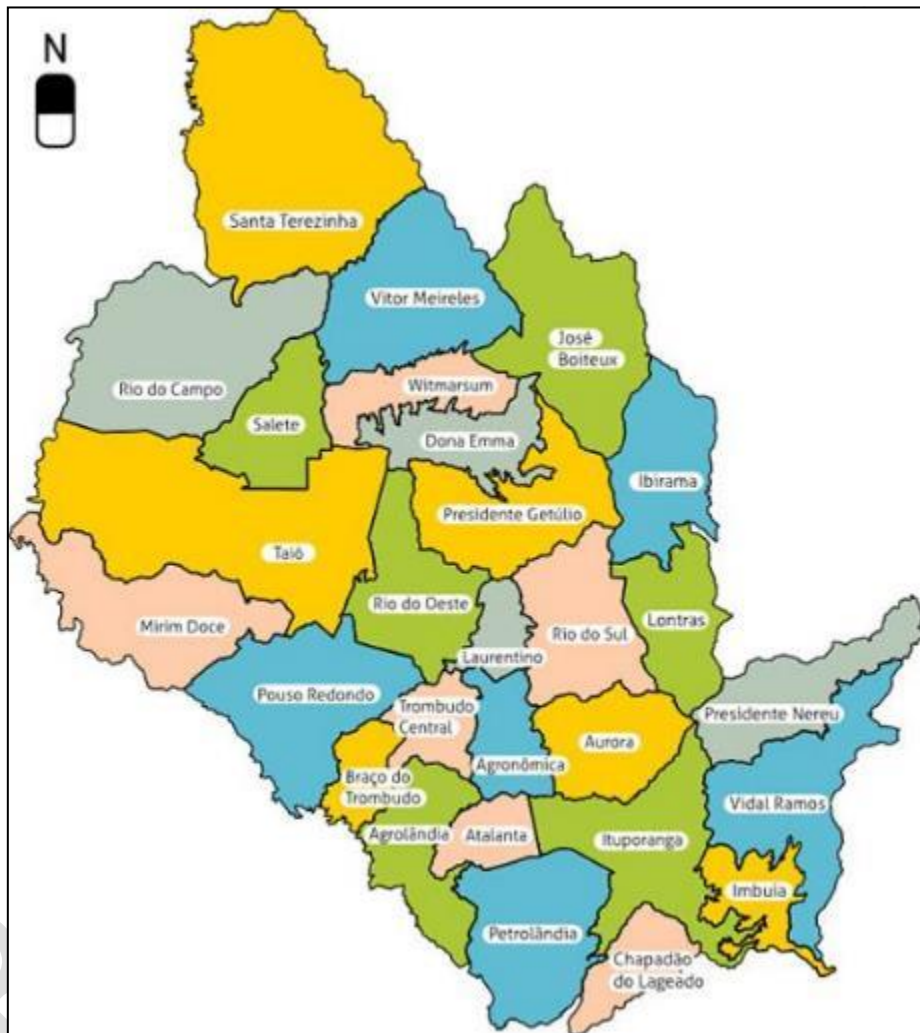 N
Santa Terezinha
Vitor Meireles
José
Boiteux
Rio do Campo
Witmarsum
Salete
Dona Emma
Ibirama
Presidente Getúlio
Taió
Rio do Oeste
Lontras
Mirim Doce
Rio do Sul
Laurentino
Pouso Redondo
Trombudo
Central
Presidente Nereu
Aurora
Agronômica
Braço do
Trombudo
Vidal Ramos
Agrolândia
Atalanta
Ituporanga
Imbuia
Petrolândia
Chapadão
do Lageado